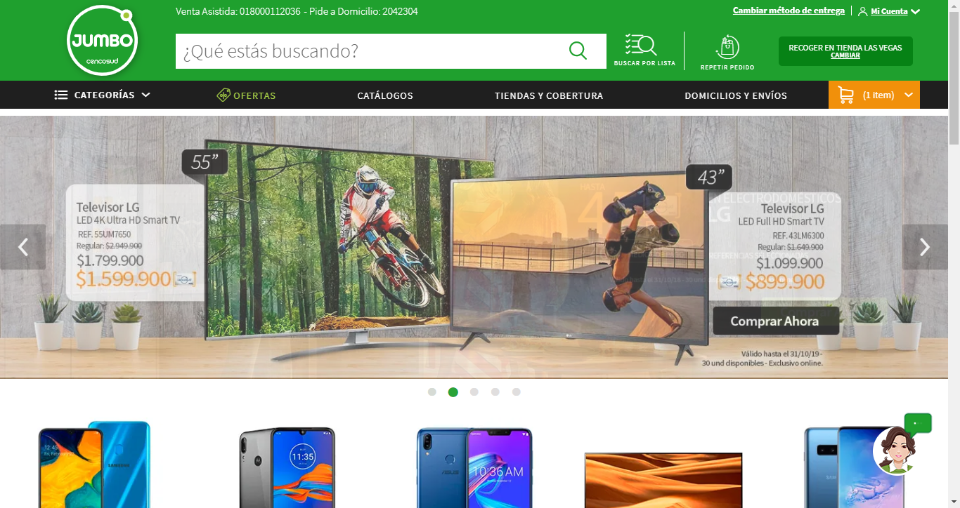 Venta Asistida: 018000112036 - Pide a Domicilio: 2042304
Cambiar método de entrega
Mi Cuenta
JUMBO
cencosud
¿Qué estás buscando?
BUSCAR POR LISTA
REPETIR PEDIDO
RECOGER EN TIENDA LAS VEGAS
CAMBIAR
CATEGORÍAS
OFERTAS
CATÁLOGOS
TIENDAS Y COBERTURA
DOMICILIOS Y ENVÍOS
(1 item)
55”
43”
Televisor LG
LED 4K Ultra HD Smart TV
REF. 55UM7650
Regular: $2.949.900
$1.799.900
$1.599.900
Televisor LG
LED Full HD Smart TV
REF. 43LM6300
Regular: $1.649.900
$1.099.900
$899.900
Comprar Ahora
Válido hasta el 31/10/19-
30 und disponibles - Exclusivo online.
11:35
10:36 AM